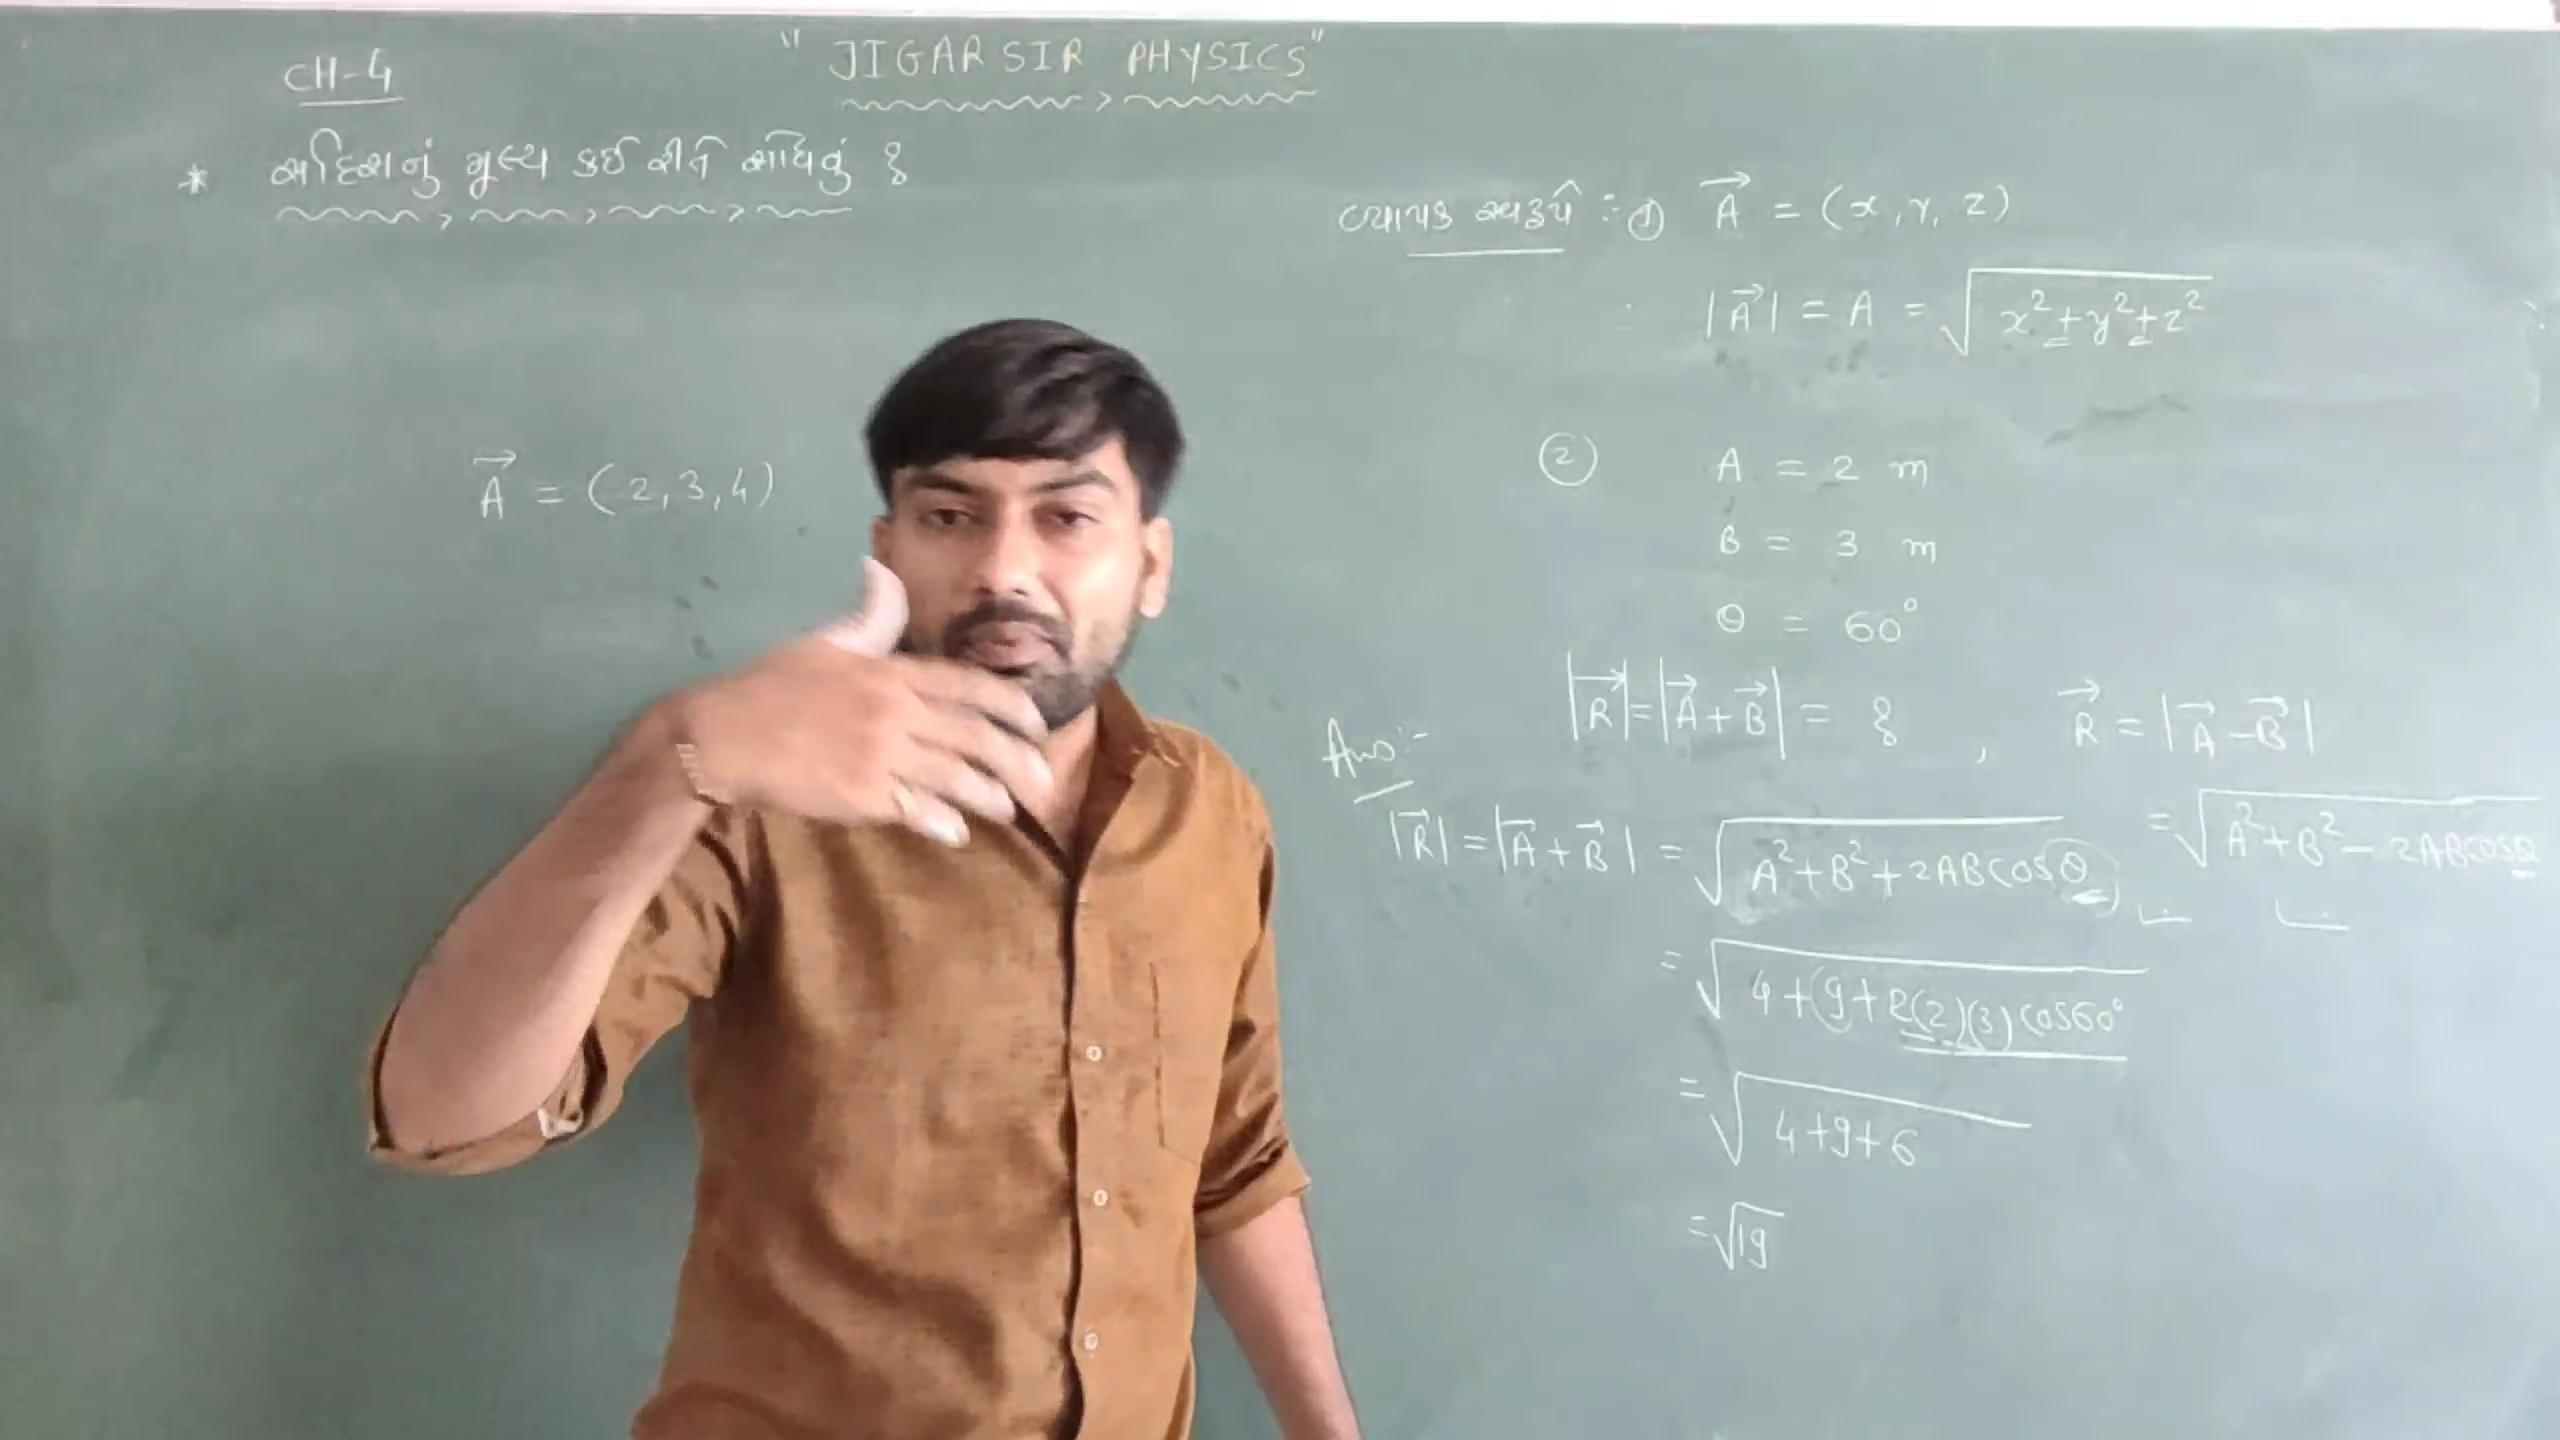 "JIGAR SIR PHYSICS"
CH-4
* સદિશનું મૂલ્ય કઈ રીતે શોધવું ?
A⃗ = (2,3,4)
વ્યાપક સ્વરૂપે :- ① A⃗ = (x, y, z)
|A⃗| = A = √(x²+y²+z²)
② A = 2 m
B = 3 m
θ = 60°
|R⃗| = |A⃗+B⃗| = ? , R⃗ = |A⃗-B⃗|
Ans:-
|R⃗| = |A⃗+B⃗| = √(A²+B²+2ABcosθ)
= √(A²+B²-2ABcosθ)
= √(4+9+2(2)(3)cos60°)
= √(4+9+6)
= √19